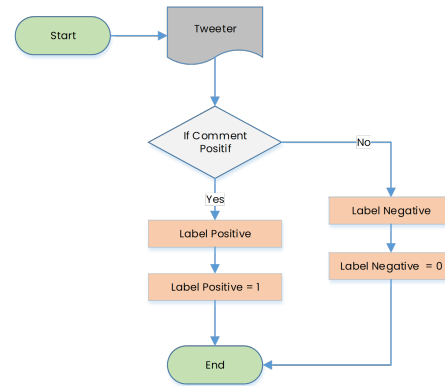 Start
Tweeter
If Comment
Positif
No
Yes
Label Positive
Label Negative
Label Positive = 1
Label Negative = 0
End